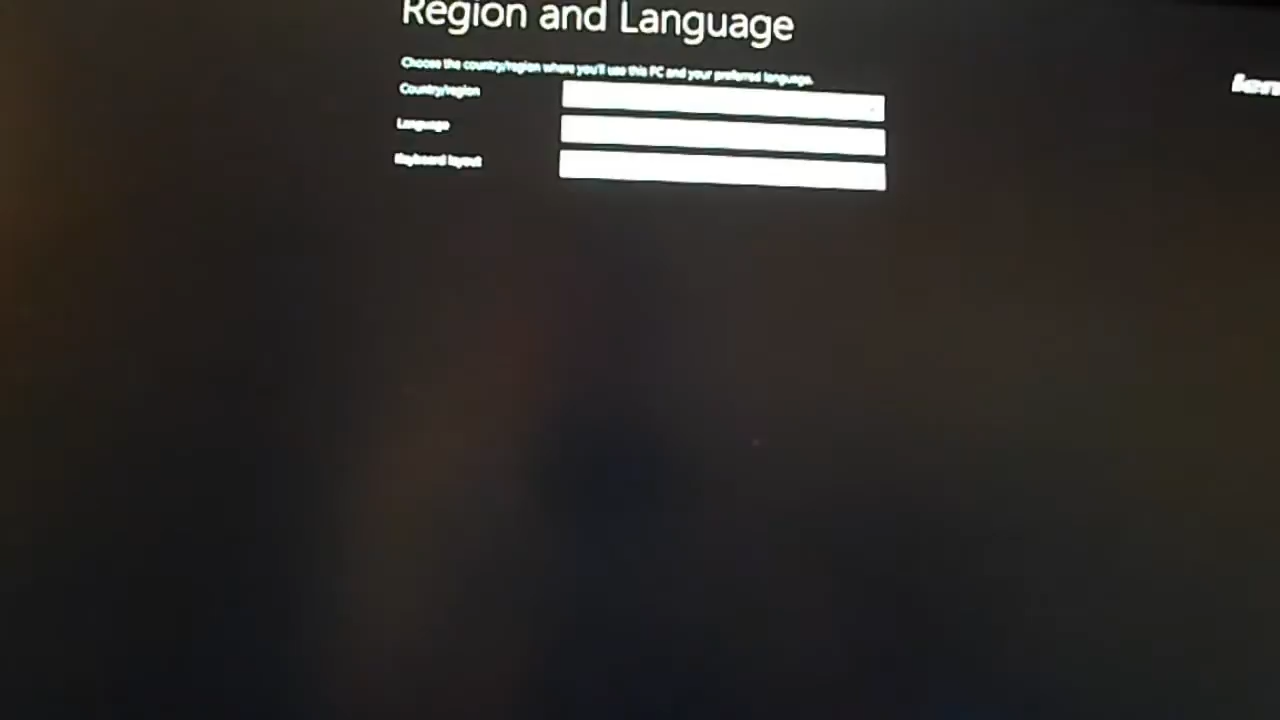 Region and Language
Choose the country/region where you'll use this PC and your preferred language.
Country/region
Language
Keyboard layout